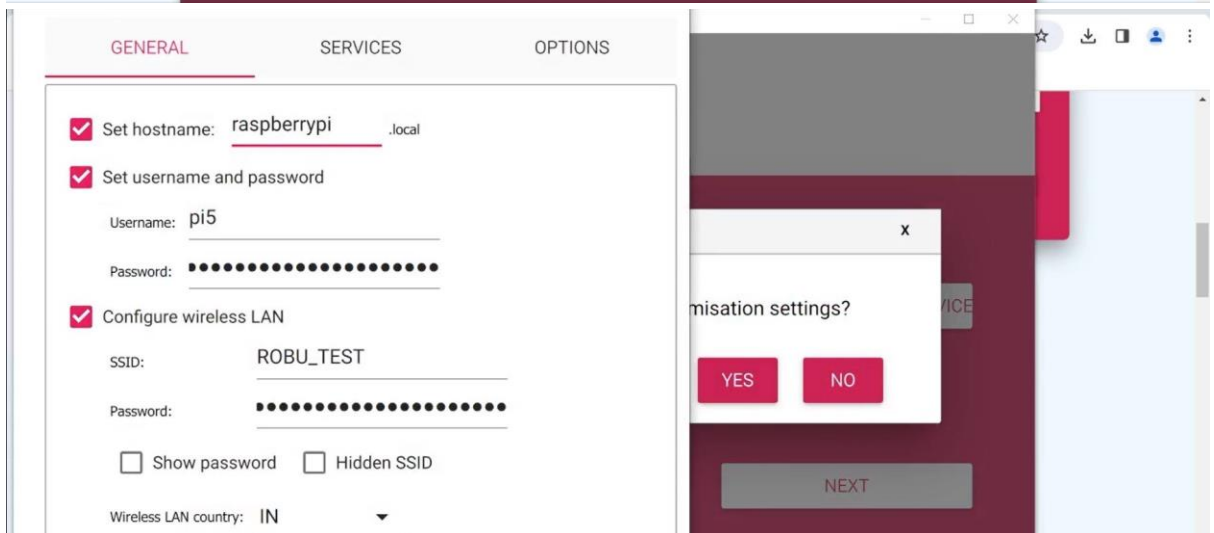 GENERAL SERVICES OPTIONS
Set hostname: raspberrypi .local
Set username and password
Username: pi5
Password: ●●●●●●●●●●●●●●●●●●●●●●
Configure wireless LAN
SSID: ROBU_TEST
Password: ●●●●●●●●●●●●●●●●●●●●●●
Show password Hidden SSID
Wireless LAN country: IN
X
misation settings?
YES NO
VICE
NEXT